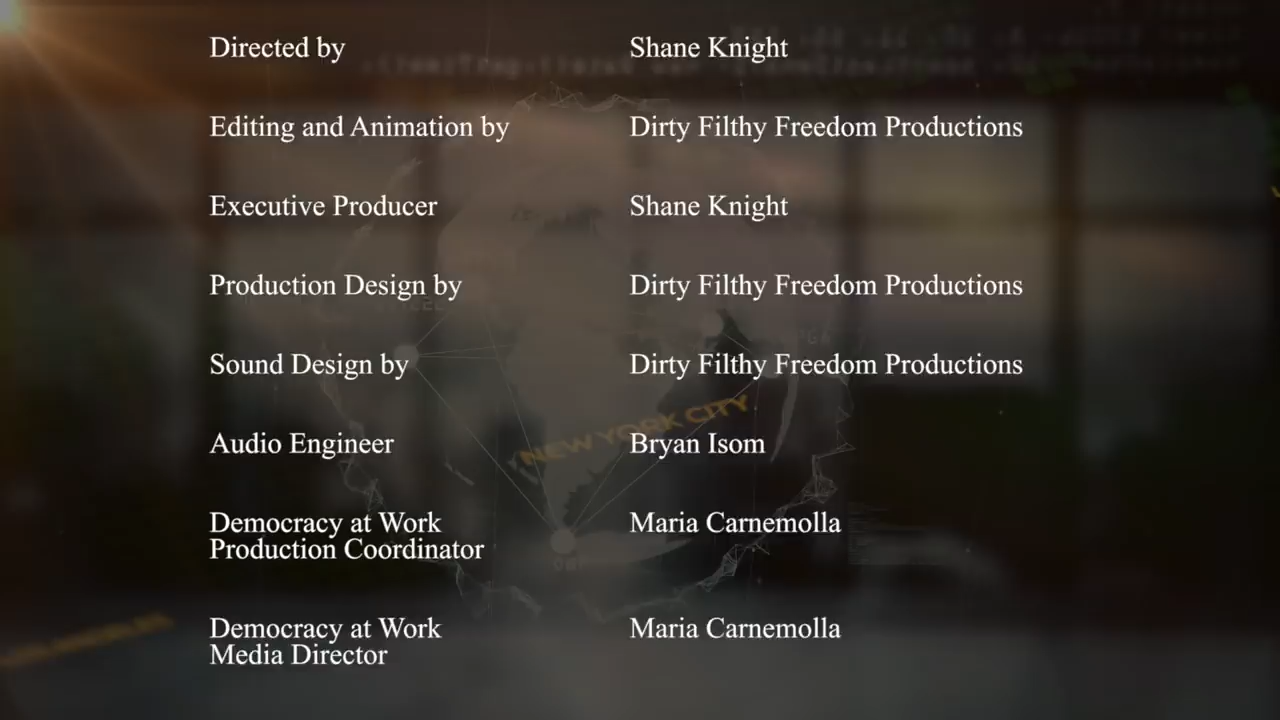 Directed by Shane Knight
Editing and Animation by Dirty Filthy Freedom Productions
Executive Producer Shane Knight
Production Design by Dirty Filthy Freedom Productions
Sound Design by Dirty Filthy Freedom Productions
NEW YORK CITY
Audio Engineer Bryan Isom
Democracy at Work Maria Carnemolla
Production Coordinator
Democracy at Work Maria Carnemolla
Media Director